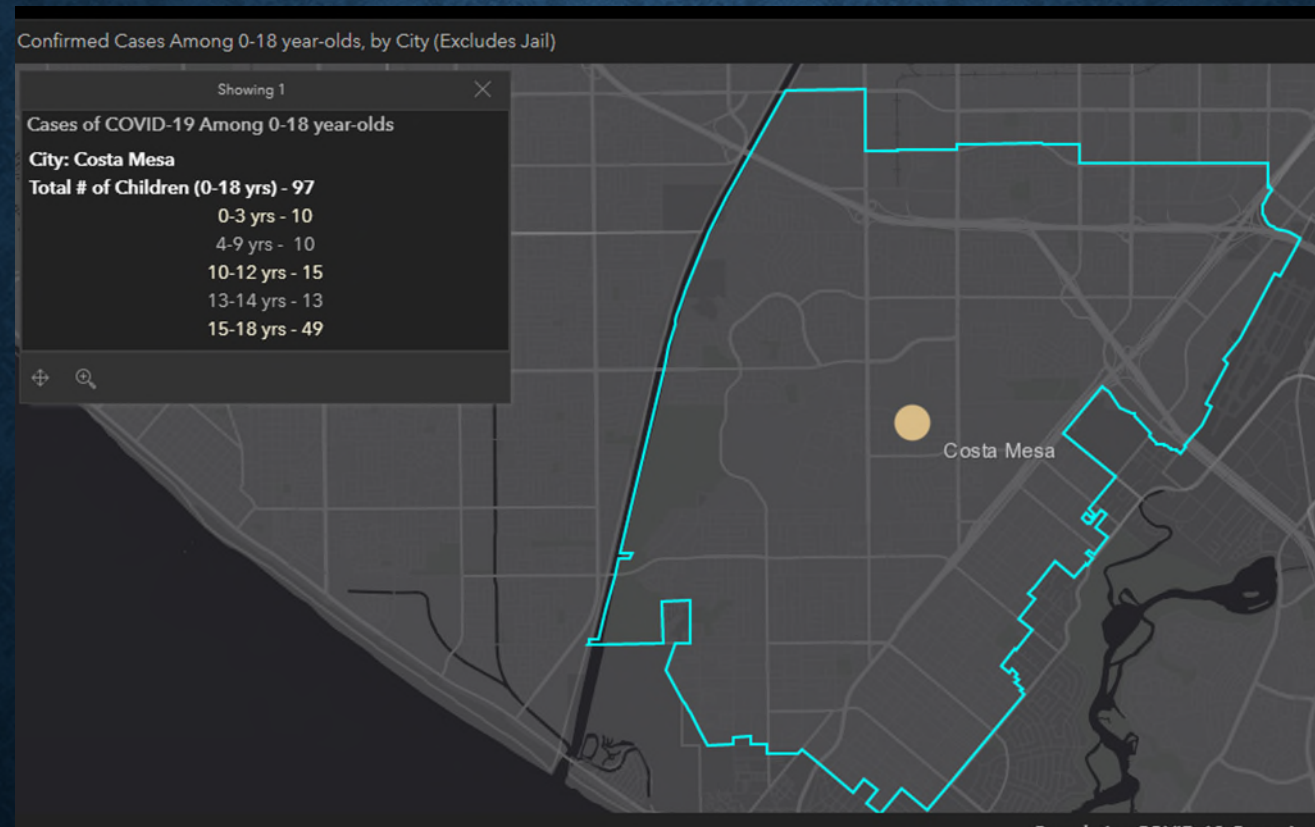 Confirmed Cases Among 0-18 year-olds, by City (Excludes Jail)
Showing 1
Cases of COVID-19 Among 0-18 year-olds
City: Costa Mesa
Total # of Children (0-18 yrs) - 97
0-3 yrs - 10
4-9 yrs - 10
10-12 yrs - 15
13-14 yrs - 13
15-18 yrs - 49
Costa Mesa